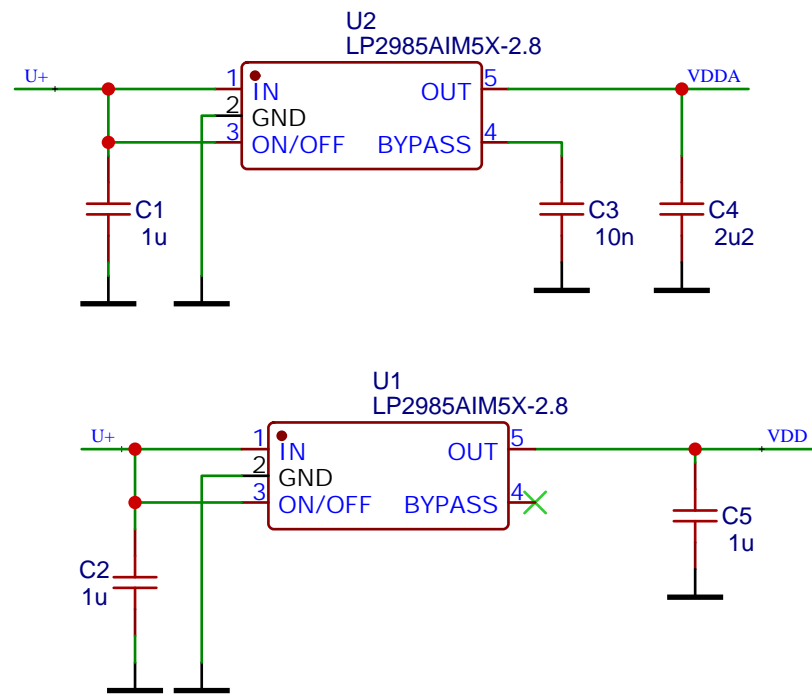 U2
LP2985AIM5X-2.8
U+
1
IN
OUT
5
VDDA
2
GND
3
ON/OFF
BYPASS
4
C1
1u
C3
10n
C4
2u2
U1
LP2985AIM5X-2.8
U+
1
IN
OUT
5
VDD
2
GND
3
ON/OFF
BYPASS
4
C2
1u
C5
1u